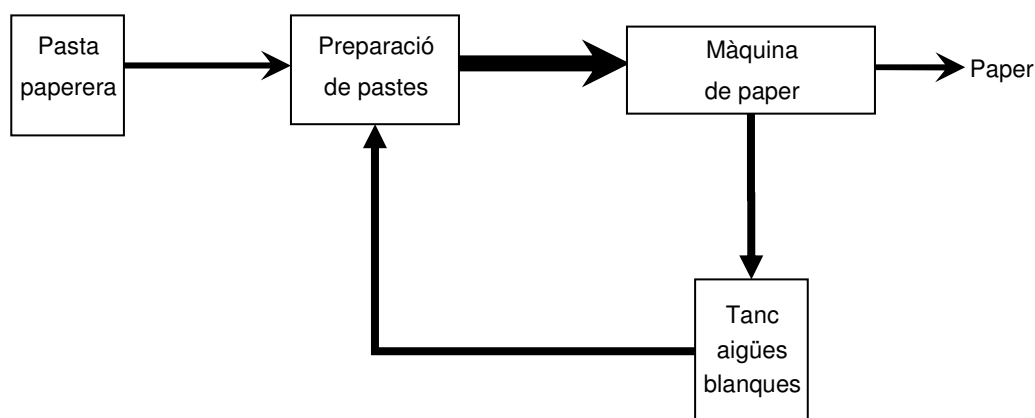 Pasta
paperera
Preparació
de pastes
Màquina
de paper
Paper
Tanc
aigües
blanques